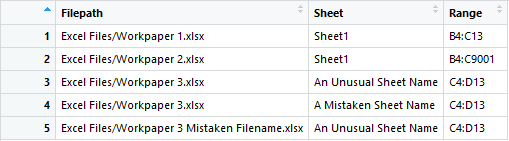 Filepath Sheet Range
1 Excel Files/Workpaper 1.xlsx Sheet1 B4:C13
2 Excel Files/Workpaper 2.xlsx Sheet1 B4:C9001
3 Excel Files/Workpaper 3.xlsx An Unusual Sheet Name C4:D13
4 Excel Files/Workpaper 3.xlsx A Mistaken Sheet Name C4:D13
5 Excel Files/Workpaper 3 Mistaken Filename.xlsx An Unusual Sheet Name C4:D13